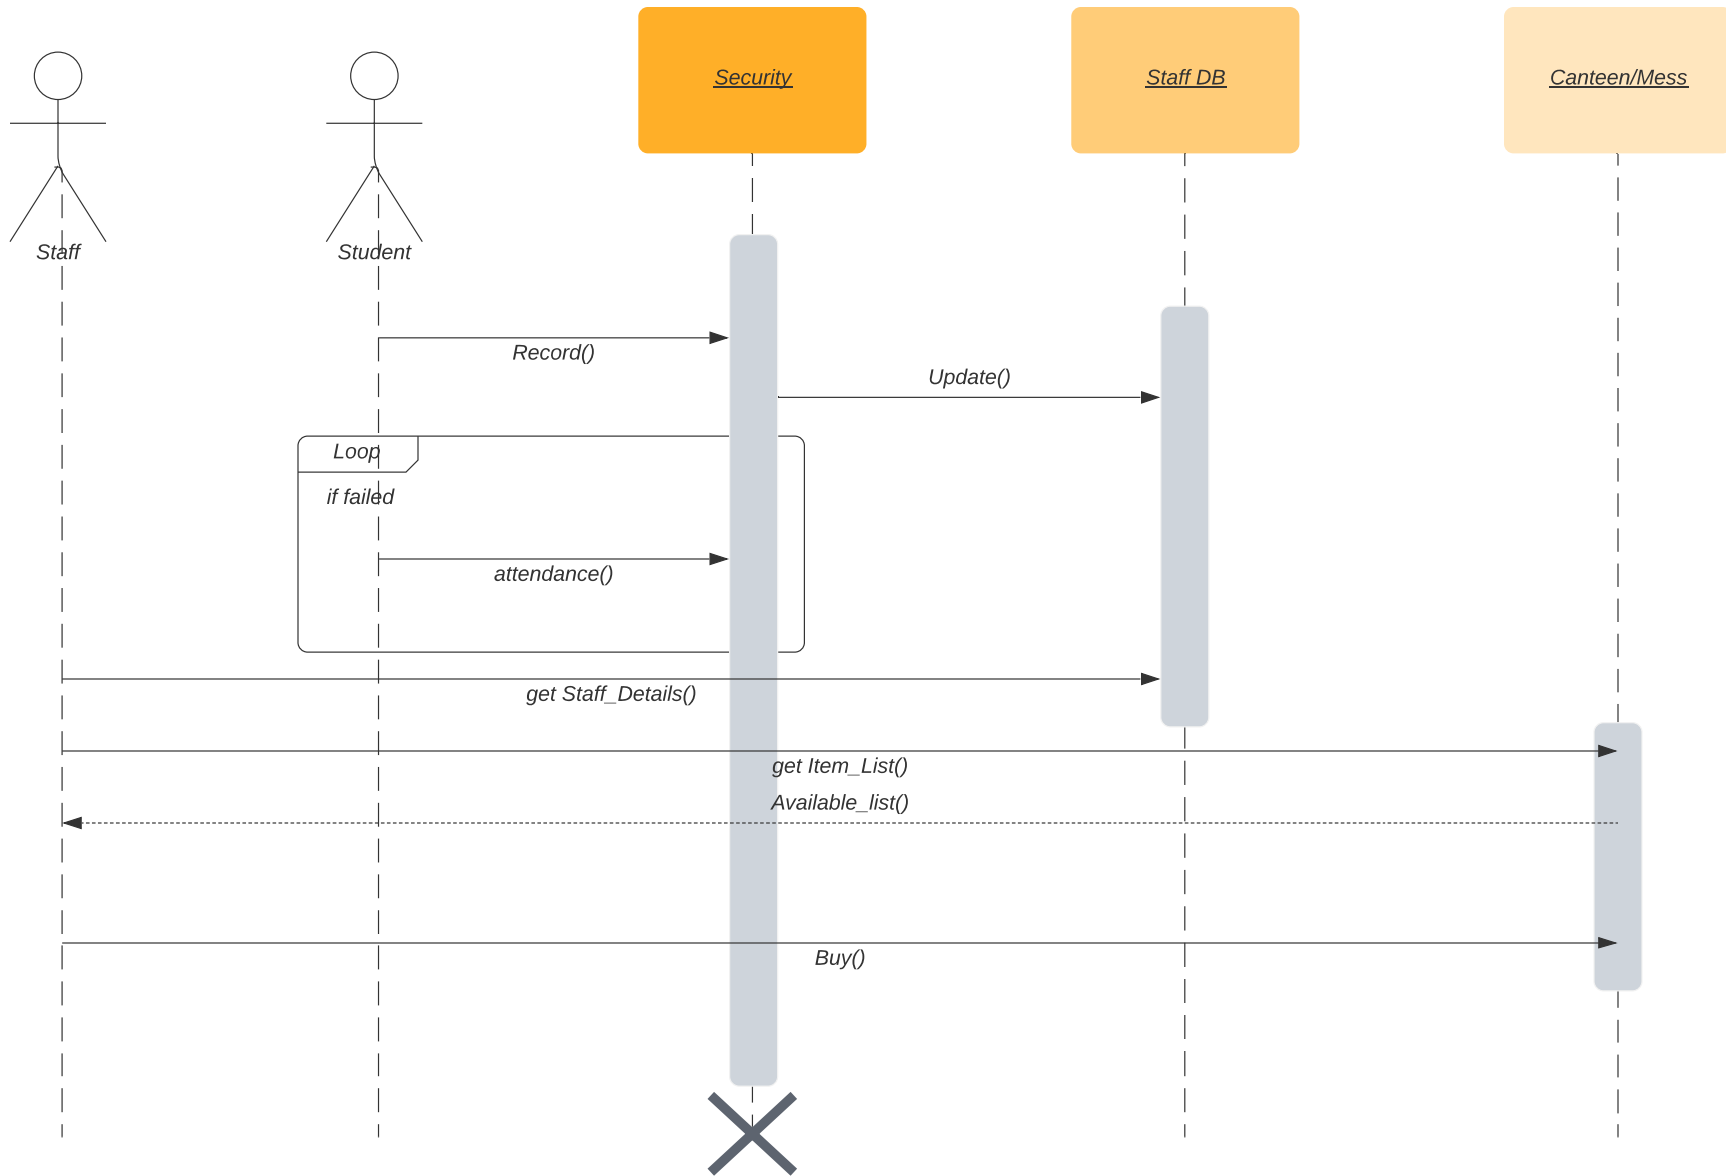 Security
Staff DB
Canteen/Mess
Staff
Student
Record()
Update()
Loop
if failed
attendance()
get Staff_Details()
get Item_List()
Available_list()
Buy()